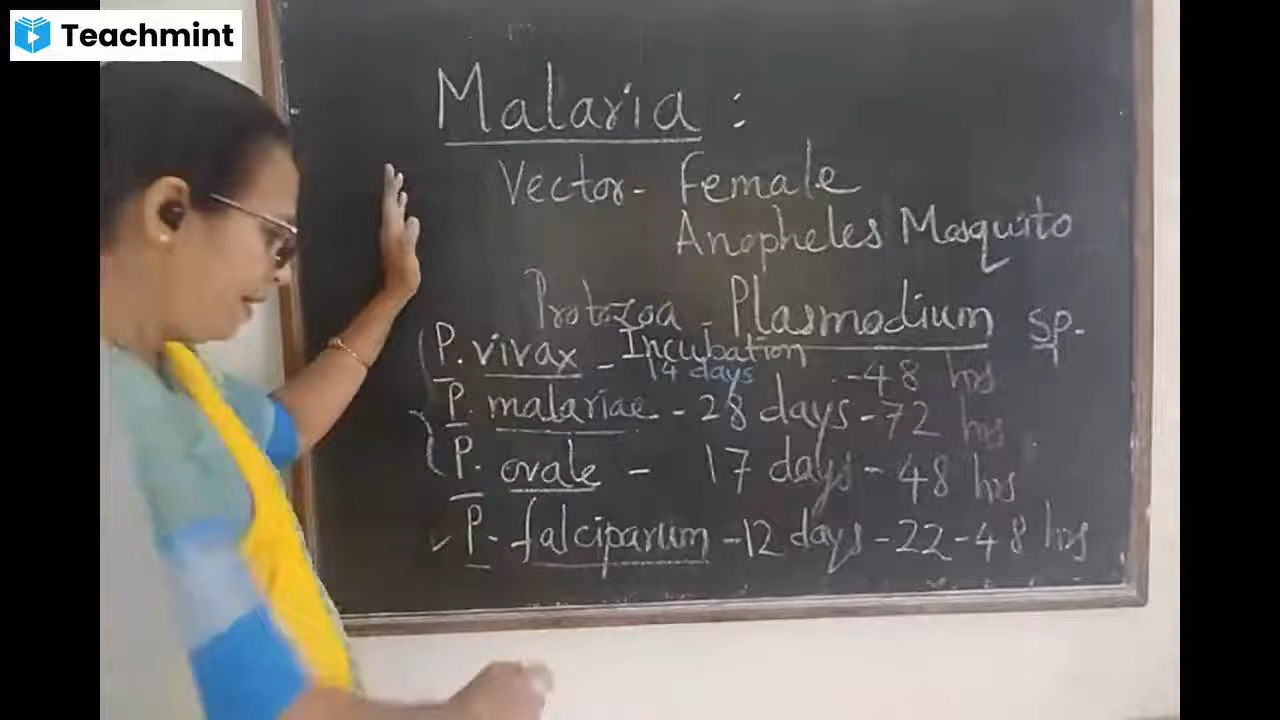 Teachmint
Malaria :
Vector - Female
Anopheles Mosquito
Protozoa - Plasmodium sp.
P. vivax - Incubation
14 days - 48 hrs
P. malariae - 28 days - 72 hrs
P. ovale - 17 days - 48 hrs
✓ P. falciparum - 12 days - 22-48 hrs